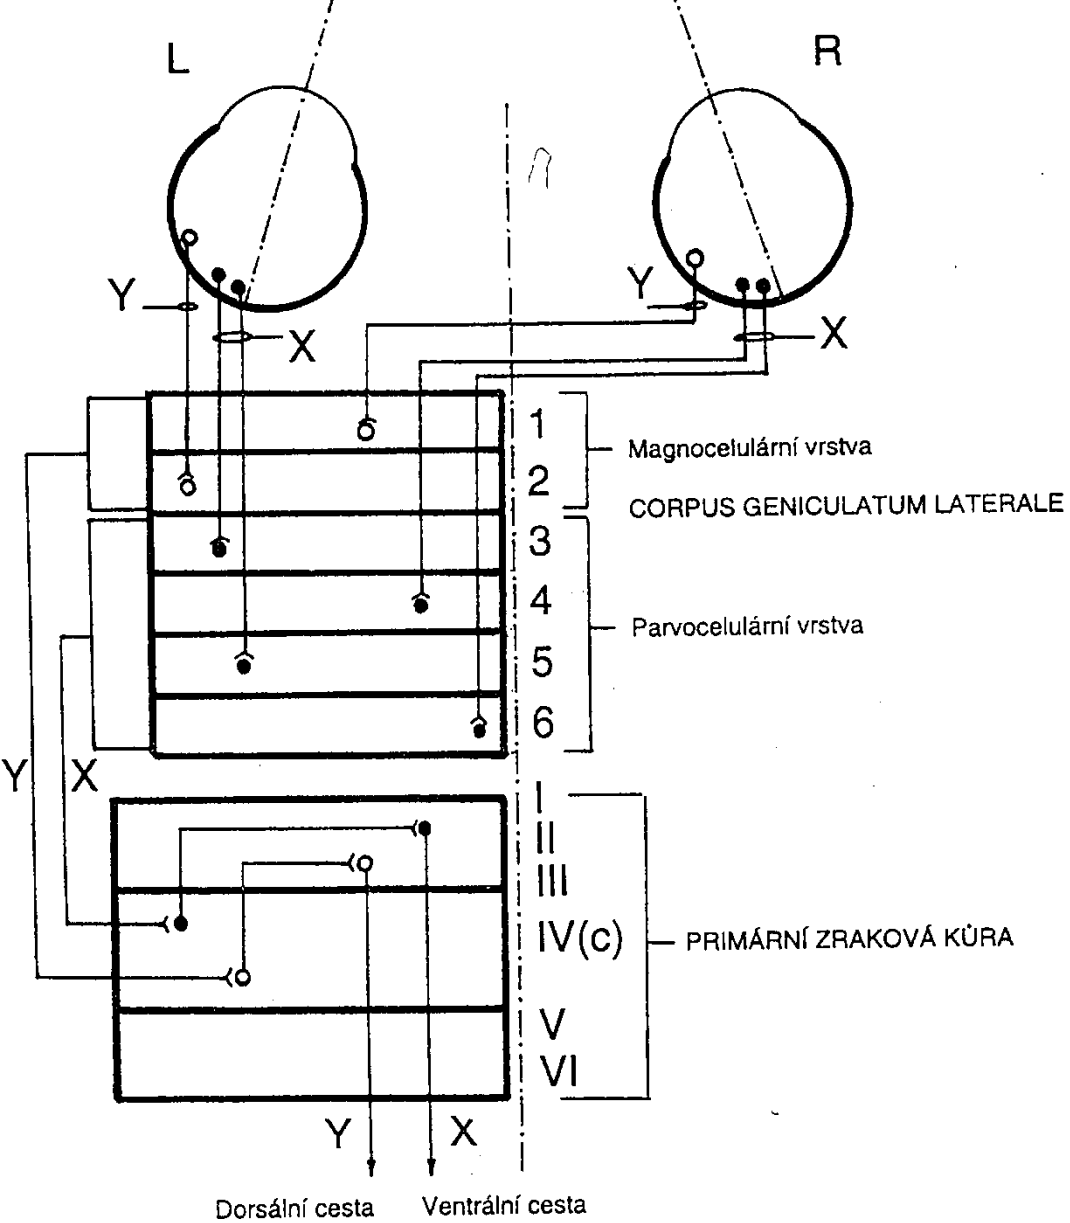 L
R
Y
X
Y
X
1
2
3
4
5
6
Magnocelulární vrstva
CORPUS GENICULATUM LATERALE
Parvocelulární vrstva
Y
X
I
II
III
IV(c)
V
VI
PRIMÁRNÍ ZRAKOVÁ KŮRA
Y
X
Dorsální cesta
Ventrální cesta